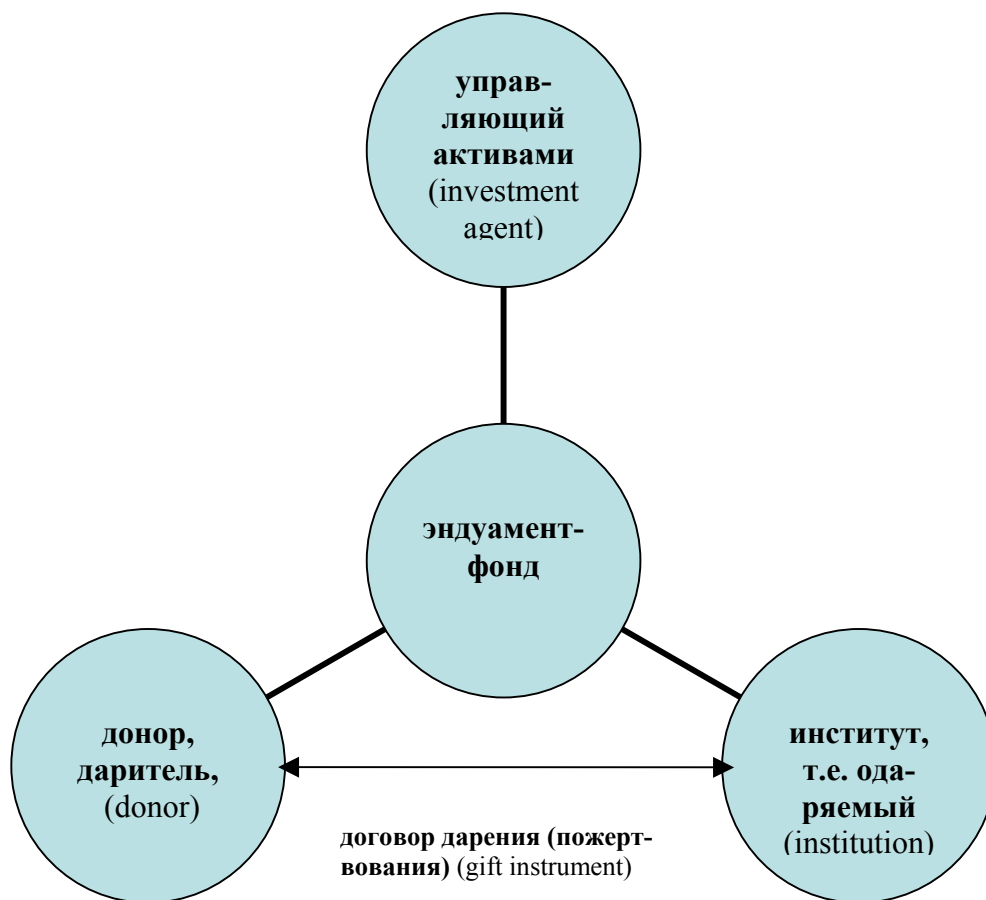 управ-
ляющий
активами
(investment
agent)
эндуамент-
фонд
донор,
даритель,
(donor)
институт,
т.е. ода-
ряемый
(institution)
договор дарения (пожерт-
вования) (gift instrument)